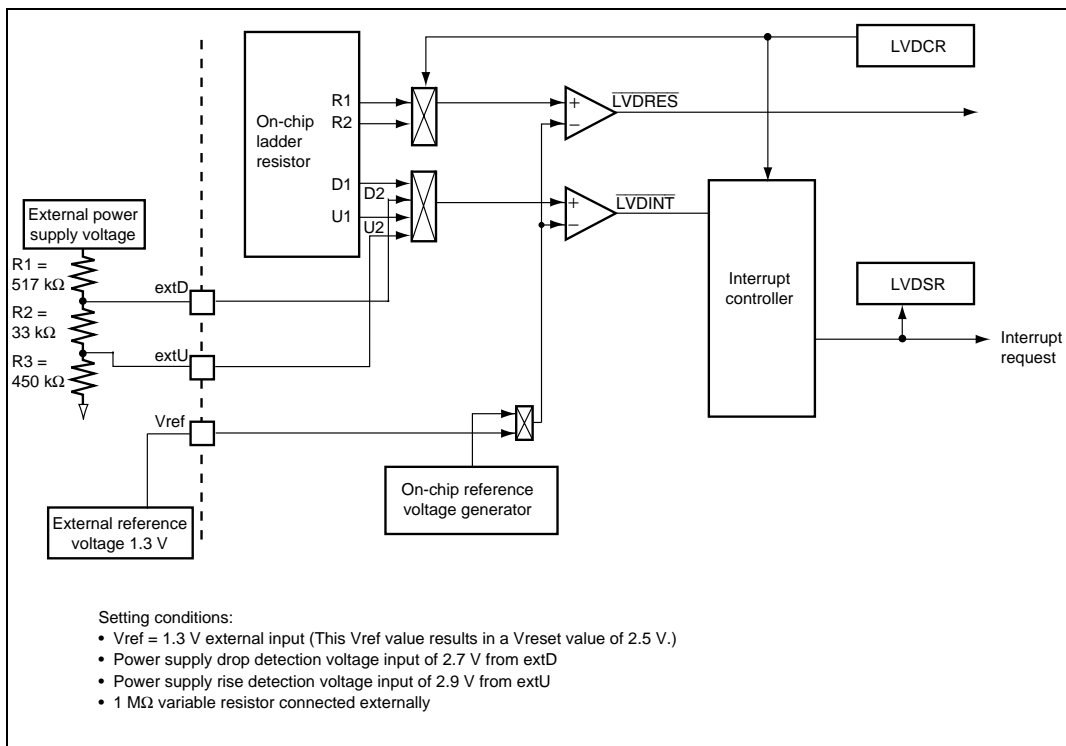 LVDCR
R1
R2
On-chip
ladder
resistor
LVDRES
+
−
D1
D2
U1
U2
LVDINT
+
−
External power
supply voltage
R1 =
517 kΩ
extD
R2 =
33 kΩ
extU
R3 =
450 kΩ
Interrupt
controller
LVDSR
Interrupt
request
Vref
On-chip reference
voltage generator
External reference
voltage 1.3 V
Setting conditions:
• Vref = 1.3 V external input (This Vref value results in a Vreset value of 2.5 V.)
• Power supply drop detection voltage input of 2.7 V from extD
• Power supply rise detection voltage input of 2.9 V from extU
• 1 MΩ variable resistor connected externally